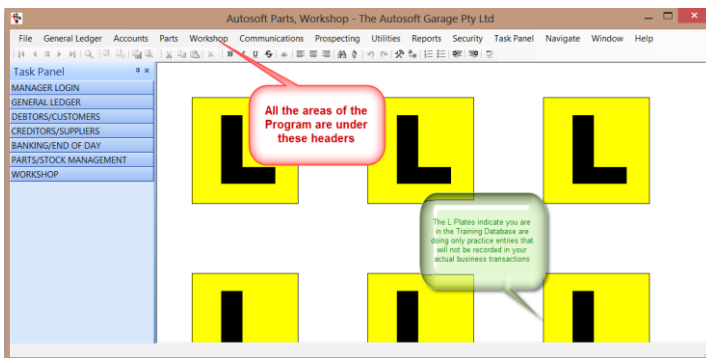 Autosoft Parts, Workshop - The Autosoft Garage Pty Ltd
File General Ledger Accounts Parts Workshop Communications Prospecting Utilities Reports Security Task Panel Navigate Window Help
B I U S
Task Panel
MANAGER LOGIN
GENERAL LEDGER
DEBTORS/CUSTOMERS
CREDITORS/SUPPLIERS
BANKING/END OF DAY
PARTS/STOCK MANAGEMENT
WORKSHOP
All the areas of the
Program are under
these headers
L L L
The L Plates indicate you are
in the Training Database are
doing only practice entries that
will not be recorded in your
actual business transactions
L L L